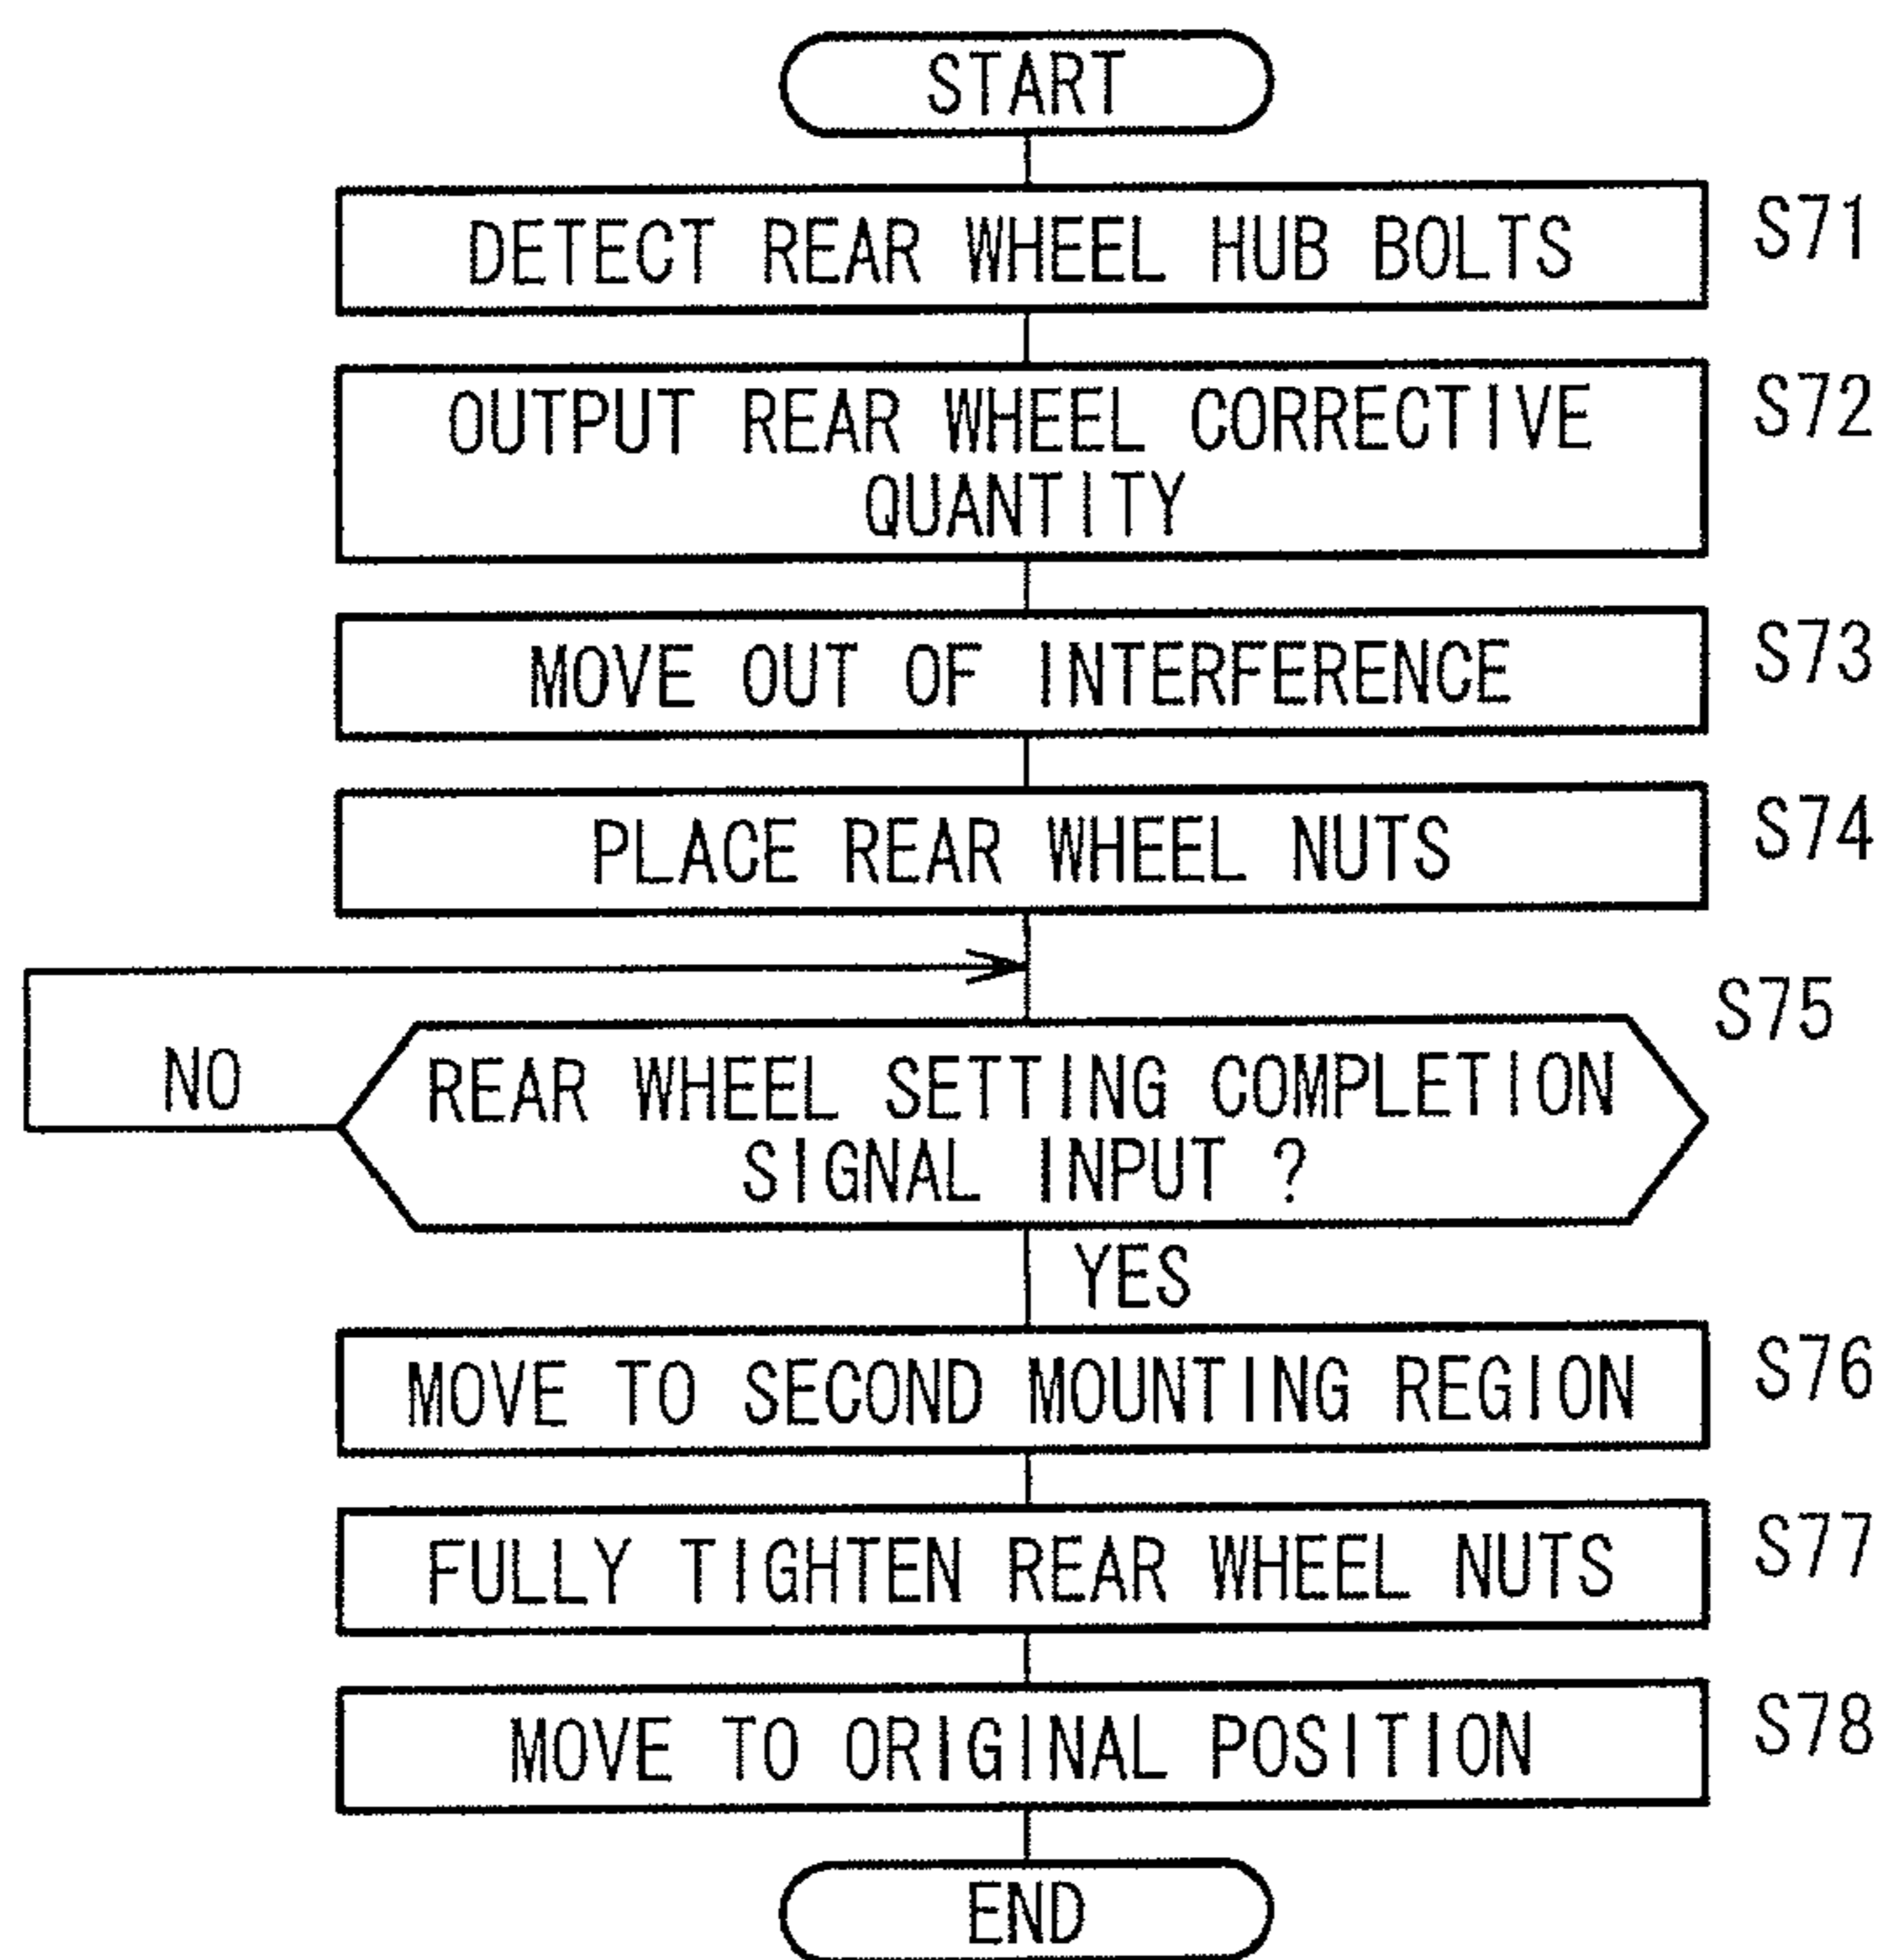 START
DETECT REAR WHEEL HUB BOLTS
S71
OUTPUT REAR WHEEL CORRECTIVE
QUANTITY
S72
MOVE OUT OF INTERFERENCE
S73
PLACE REAR WHEEL NUTS
S74
S75
NO
REAR WHEEL SETTING COMPLETION
SIGNAL INPUT ?
YES
MOVE TO SECOND MOUNTING REGION
S76
FULLY TIGHTEN REAR WHEEL NUTS
S77
MOVE TO ORIGINAL POSITION
S78
END